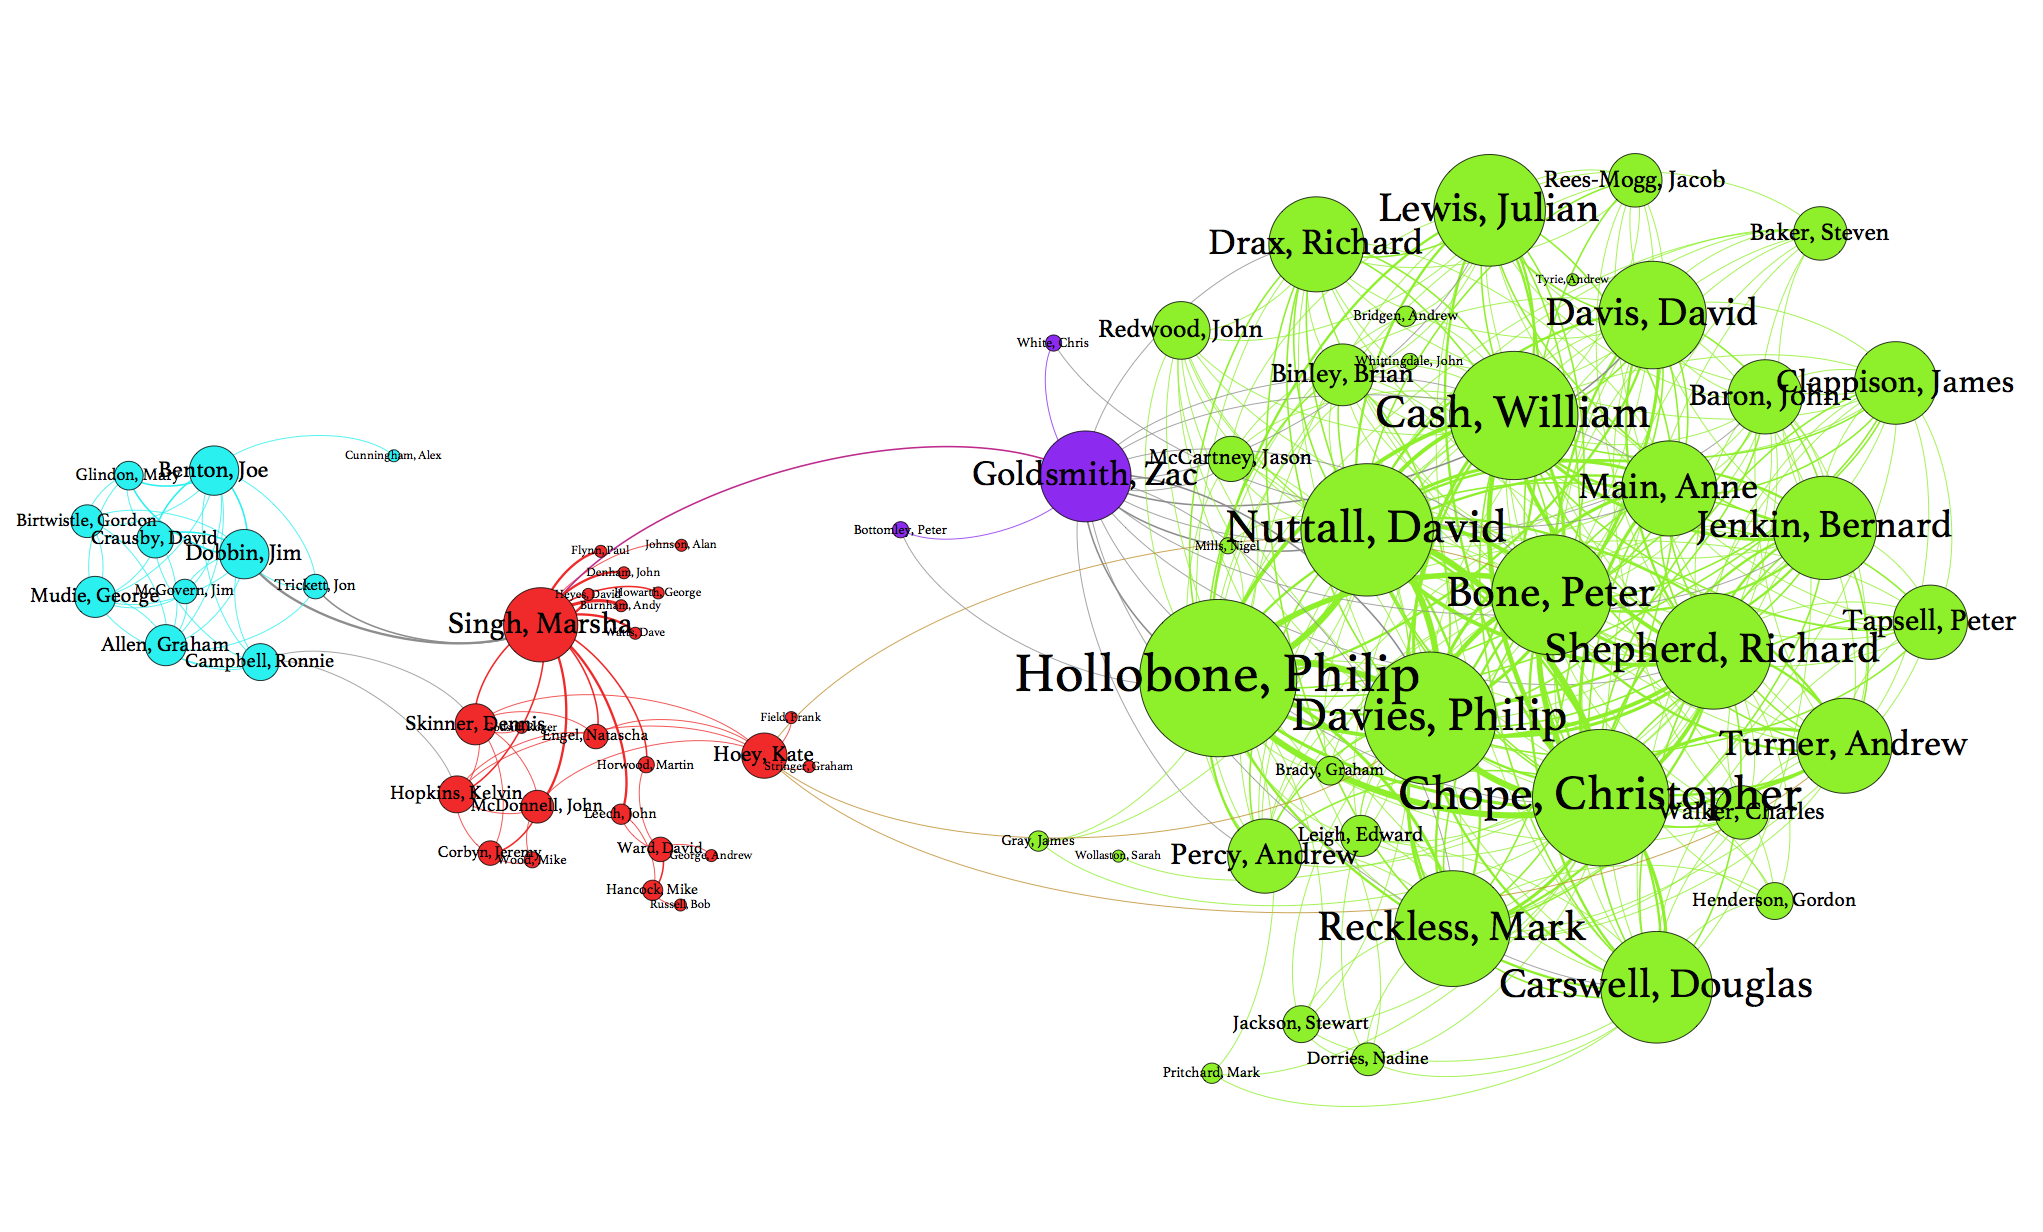 Rees-Mogg, Jacob
Lewis, Julian
Baker, Steven
Drax, Richard
Tyrie, Andrew
Davis, David
Bridgen, Andrew
Redwood, John
White, Chris
Whittingdale, John
Binley, Brian
Clappison, James
Baron, John
Cash, William
Cunningham, Alex
McCartney, Jason
Benton, Joe
Glindon, Mary
Goldsmith, Zac
Main, Anne
Birtwistle, Gordon
Jenkin, Bernard
Nuttall, David
Bottomley, Peter
Crausby, David
Johnson, Alan
Mills, Nigel
Flynn, Paul
Dobbin, Jim
Denham, John
Trickett, Jon
McGovern, Jim
Heyes, David
Howarth, George
Bone, Peter
Mudie, George
Burnham, Andy
Tapsell, Peter
Singh, Marsha
Watts, Dave
Allen, Graham
Shepherd, Richard
Campbell, Ronnie
Hollobone, Philip
Davies, Philip
Field, Frank
Skinner, Dennis
Engel, Natascha
Turner, Andrew
Hoey, Kate
Horwood, Martin
Stringer, Graham
Brady, Graham
Hopkins, Kelvin
Chope, Christopher
McDonnell, John
Leech, John
Walker, Charles
Leigh, Edward
Gray, James
Ward, David
Corbyn, Jeremy
George, Andrew
Wollaston, Sarah
Percy, Andrew
Wood, Mike
Hancock, Mike
Henderson, Gordon
Russell, Bob
Reckless, Mark
Carswell, Douglas
Jackson, Stewart
Dorries, Nadine
Pritchard, Mark